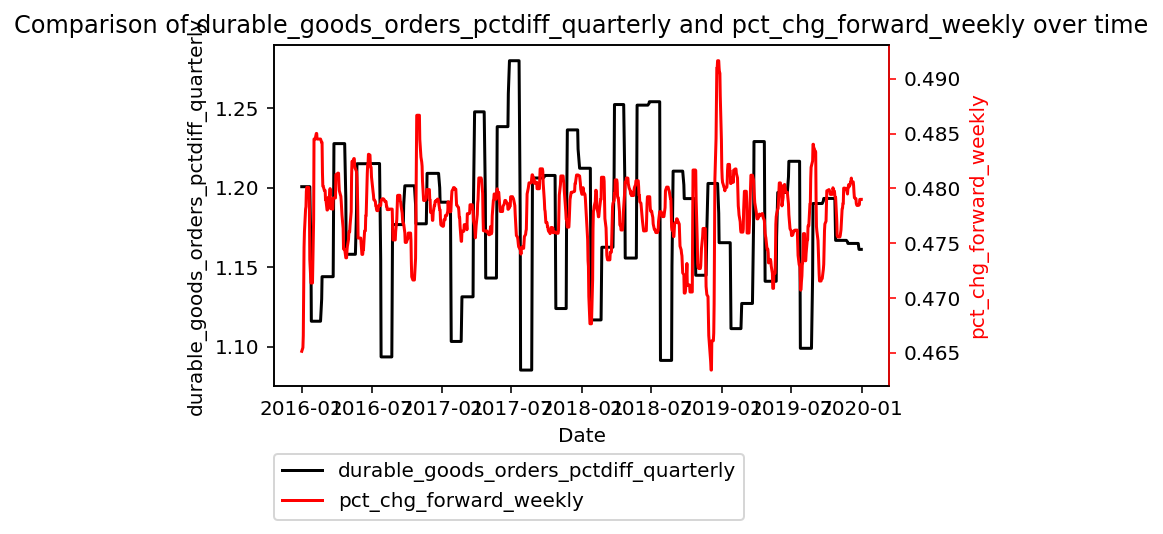 Comparison of durable_goods_orders_pctdiff_quarterly and pct_chg_forward_weekly over time
durable_goods_orders_pctdiff_quarterly
1.25
1.20
1.15
1.10
0.490
0.485
0.480
0.475
0.470
0.465
pct_chg_forward_weekly
2016-01 2016-07 2017-01 2017-07 2018-01 2018-07 2019-01 2019-07 2020-01
Date
durable_goods_orders_pctdiff_quarterly
pct_chg_forward_weekly